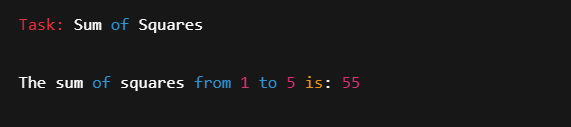 Task: Sum of Squares
The sum of squares from 1 to 5 is: 55